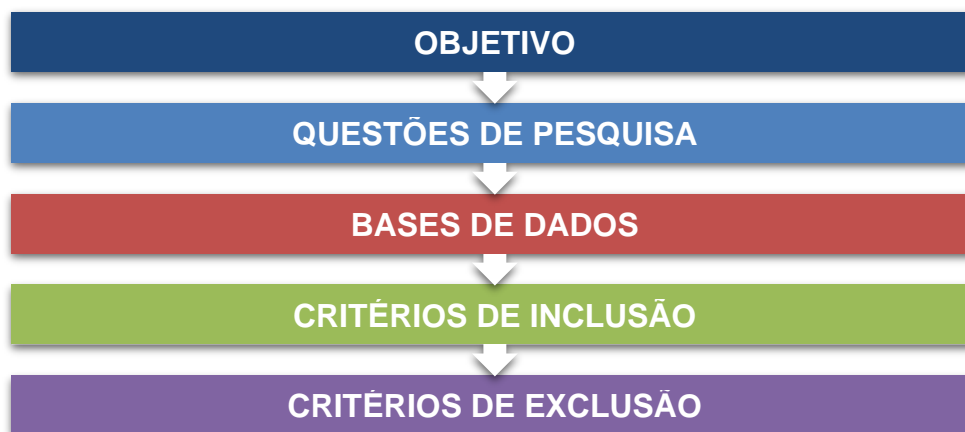 OBJETIVO
QUESTÕES DE PESQUISA
BASES DE DADOS
CRITÉRIOS DE INCLUSÃO
CRITÉRIOS DE EXCLUSÃO